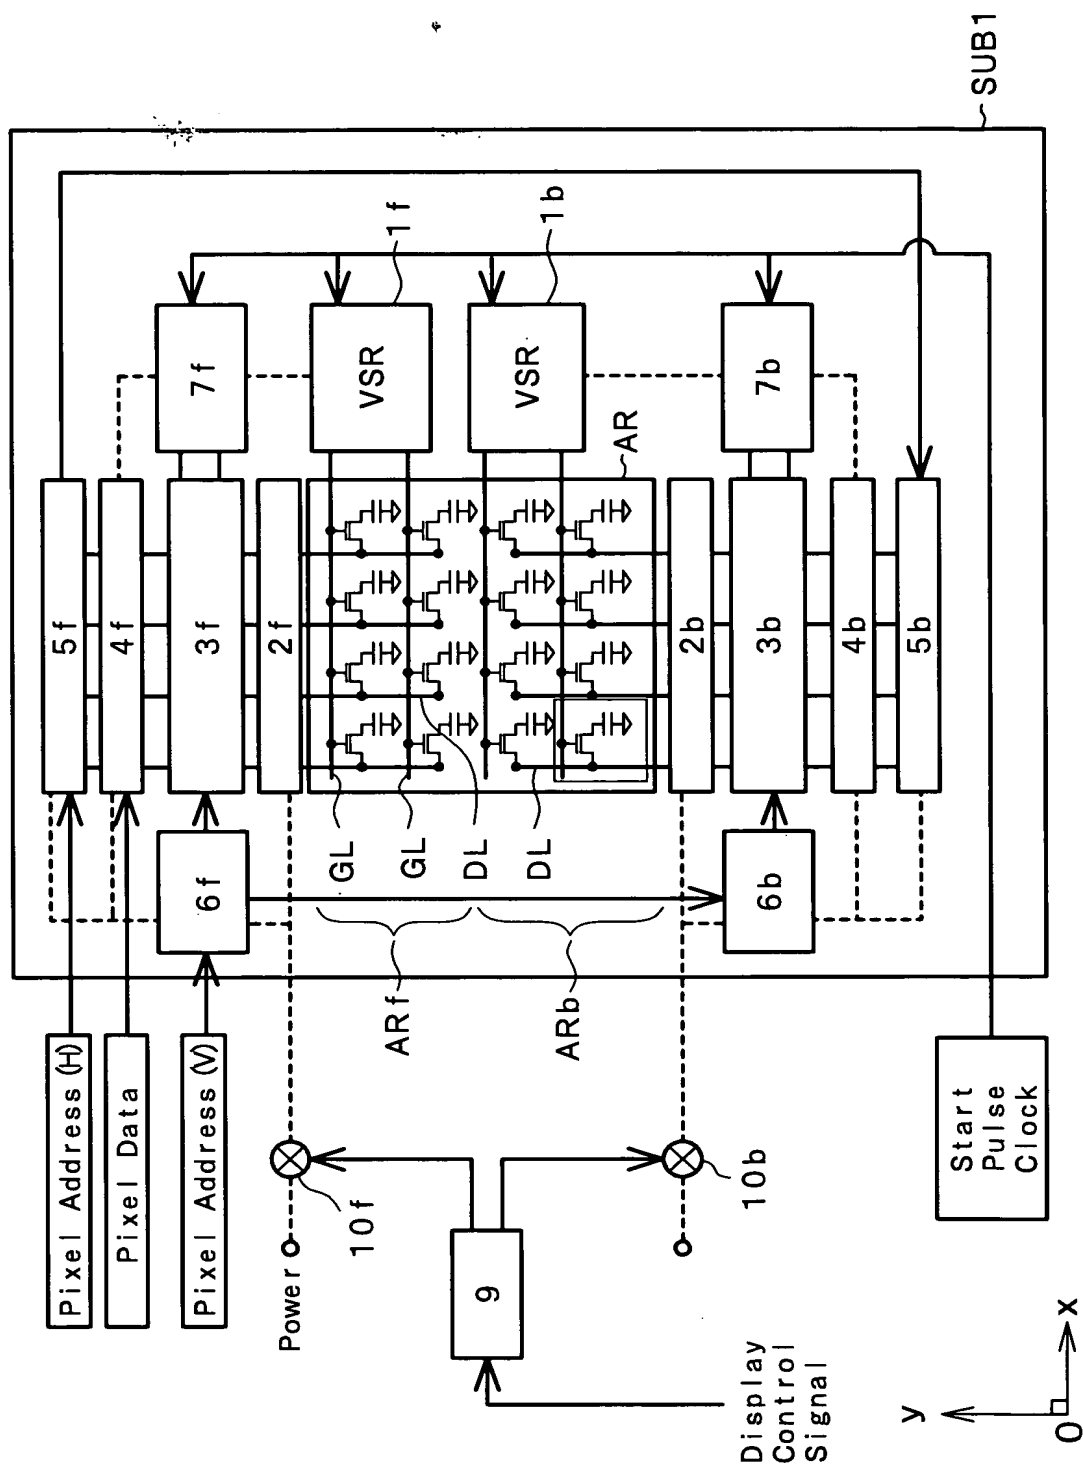 Pixel Address (H)
Pixel Data
Pixel Address (V)
Power
10f
9
Display
Control
Signal
10b
Start
Pulse
Clock
5f
4f
3f
2f
6f
7f
VSR
1f
VSR
1b
AR
GL
GL
DL
DL
ARf
ARb
2b
3b
4b
5b
6b
7b
SUB1
y
O
x